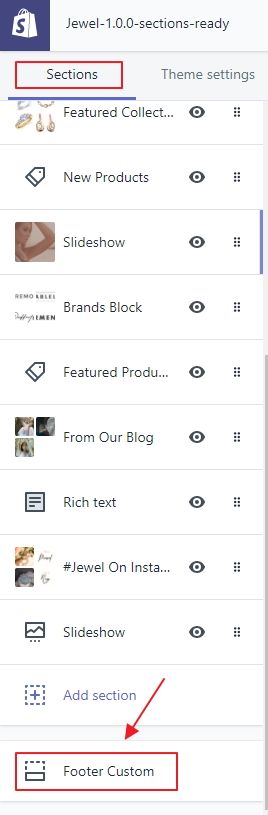 Jewel-1.0.0-sections-ready
Sections
Theme settings
Featured Collect...
New Products
Slideshow
Brands Block
Featured Produ...
From Our Blog
Rich text
#Jewel On Insta...
Slideshow
Add section
Footer Custom